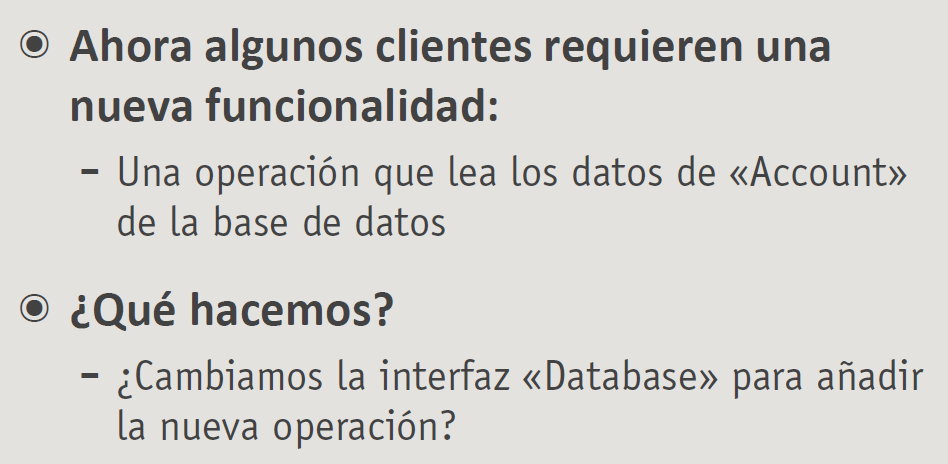 Ahora algunos clientes requieren una
nueva funcionalidad:
– Una operación que lea los datos de «Account»
de la base de datos
¿Qué hacemos?
– ¿Cambiamos la interfaz «Database» para añadir
la nueva operación?